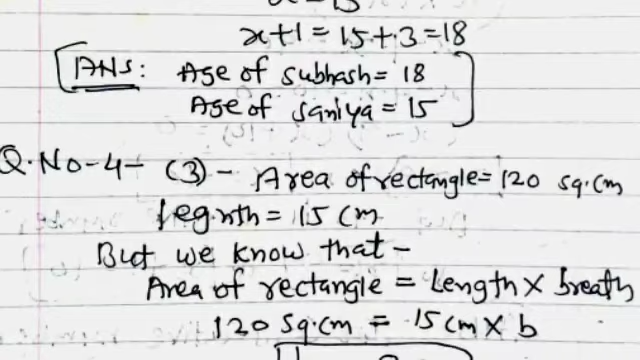 x+1 = 15+3 = 18
ANS: Age of subhash = 18
Age of saniya = 15
Q.No-4- (3) - Area of rectangle = 120 sq.cm
legnth = 15 cm
But we know that -
Area of rectangle = Length × breath
120 sq.cm = 15 cm × b